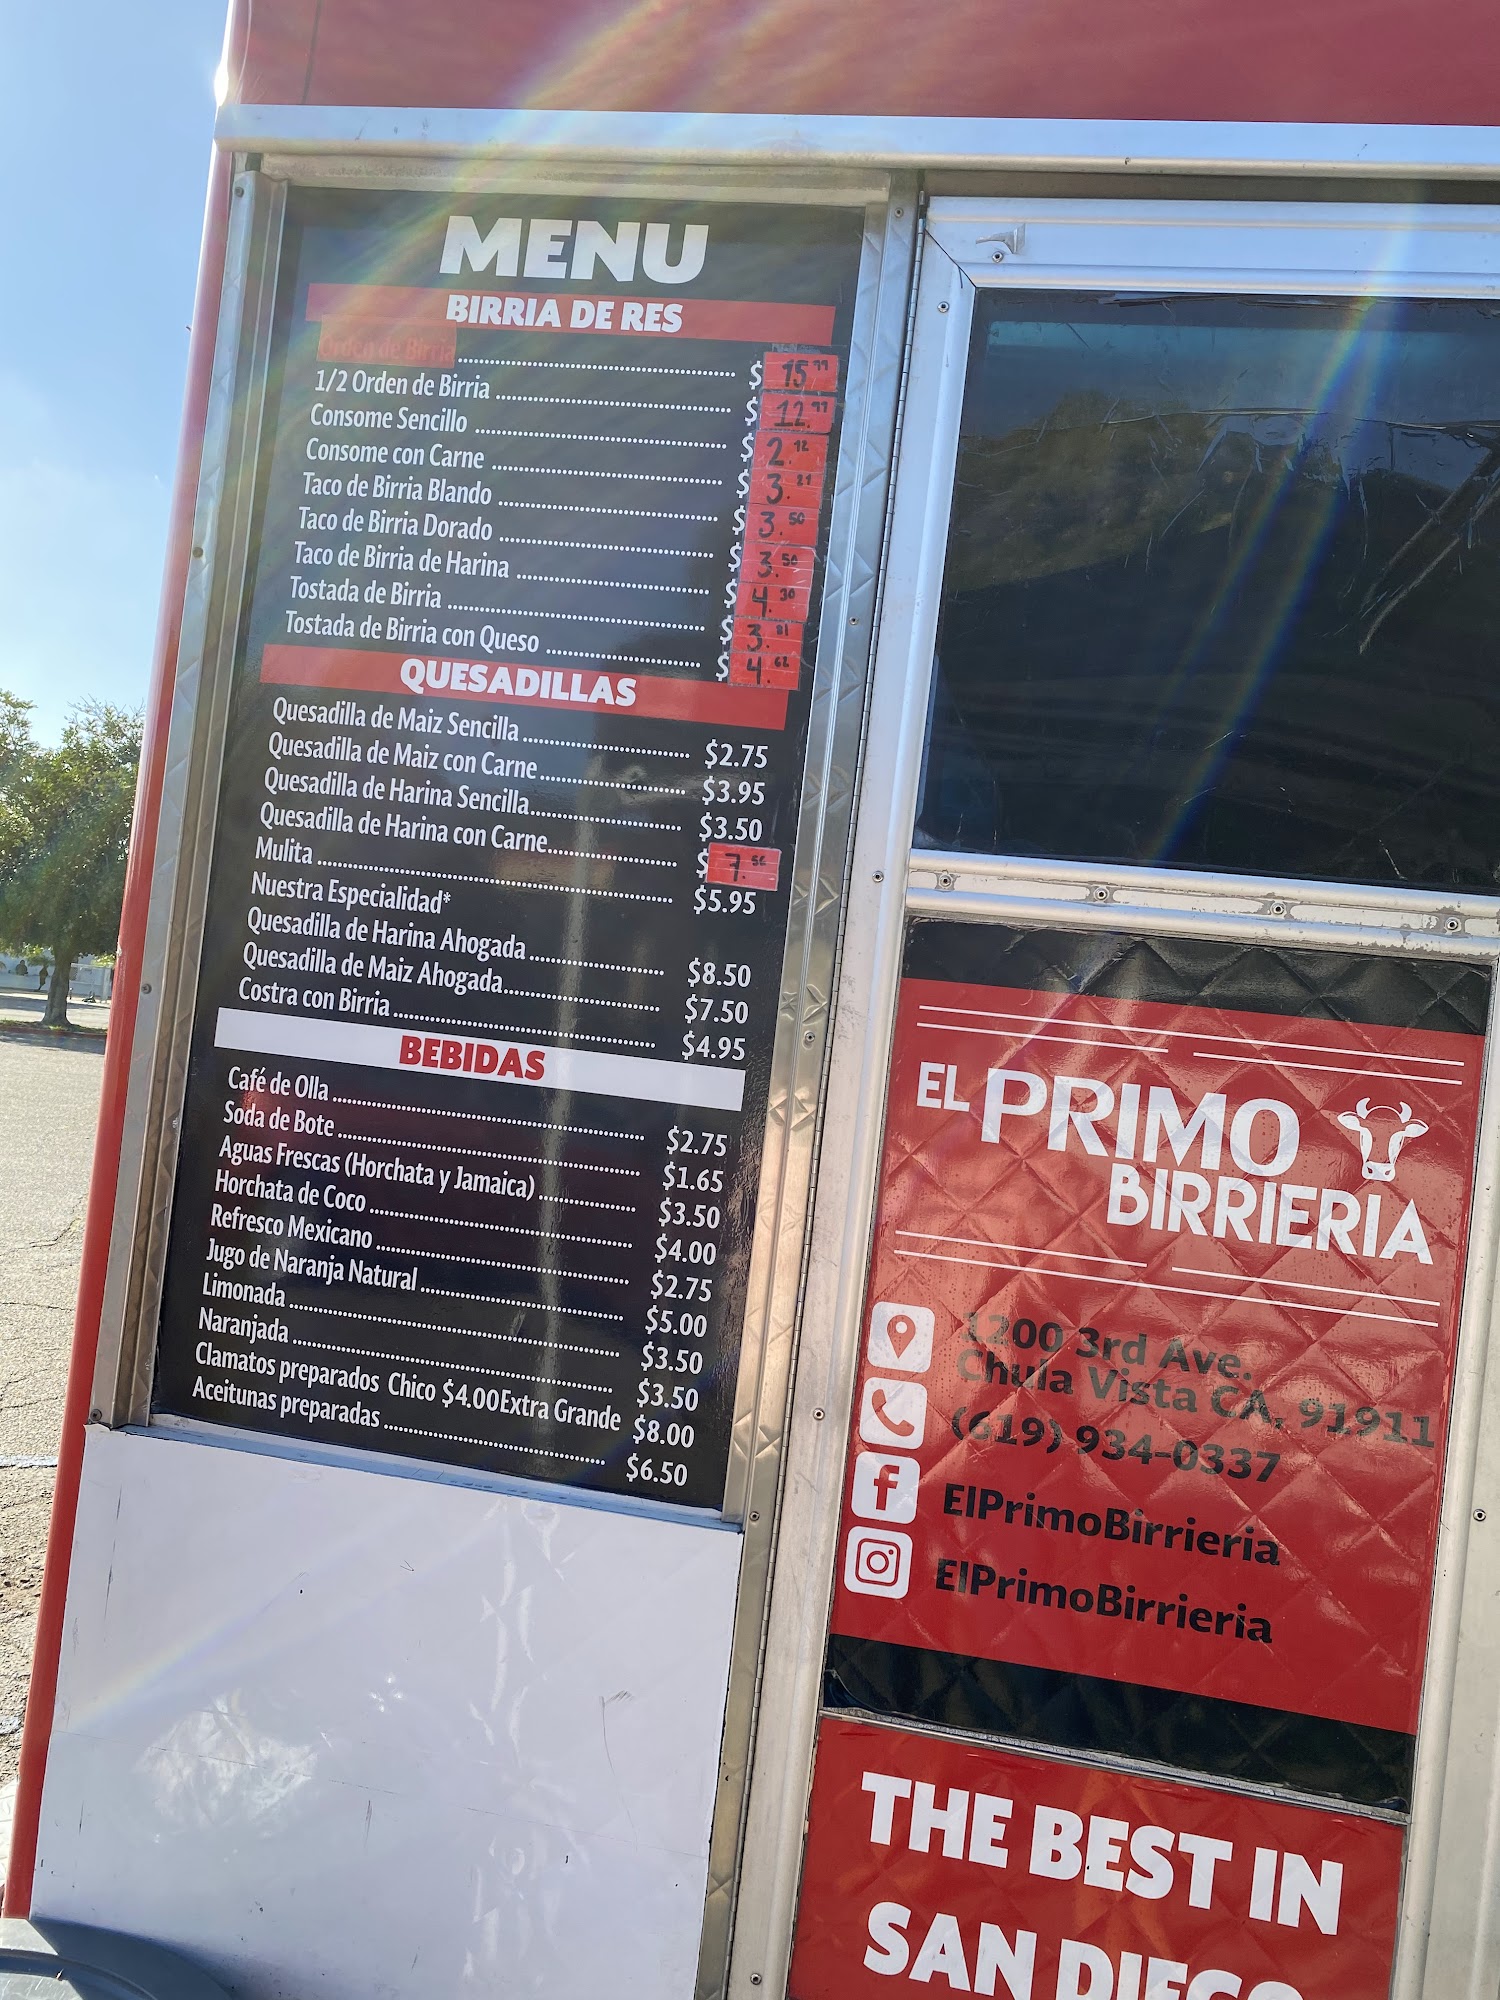 MENU
BIRRIA DE RES
Orden de Birria ........ $ 15.99
1/2 Orden de Birria ........ $ 12.99
Consome Sencillo ........ $ 2.12
Consome con Carne ........ $ 3.21
Taco de Birria Blando ........ $ 3.50
Taco de Birria Dorado ........ $ 3.50
Taco de Birria de Harina ........ $ 4.30
Tostada de Birria ........ $ 3.81
Tostada de Birria con Queso ........ $ 4.62
QUESADILLAS
Quesadilla de Maiz Sencilla ........ $2.75
Quesadilla de Maiz con Carne ........ $3.95
Quesadilla de Harina Sencilla ........ $3.50
Quesadilla de Harina con Carne ........ $ 7.56
Mulita ........ $5.95
Nuestra Especialidad*
Quesadilla de Harina Ahogada ........ $8.50
Quesadilla de Maiz Ahogada ........ $7.50
Costra con Birria ........ $4.95
BEBIDAS
Café de Olla ........ $2.75
Soda de Bote ........ $1.65
Aguas Frescas (Horchata y Jamaica) ........ $3.50
Horchata de Coco ........ $4.00
Refresco Mexicano ........ $2.75
Jugo de Naranja Natural ........ $5.00
Limonada ........ $3.50
Naranjada ........ $3.50
Clamatos preparados Chico $4.00 Extra Grande $8.00
Aceitunas preparadas ........ $6.50
EL PRIMO
BIRRIERIA
1200 3rd Ave.
Chula Vista CA, 91911
(619) 934-0337
ElPrimoBirrieria
ElPrimoBirrieria
THE BEST IN
SAN DIEGO